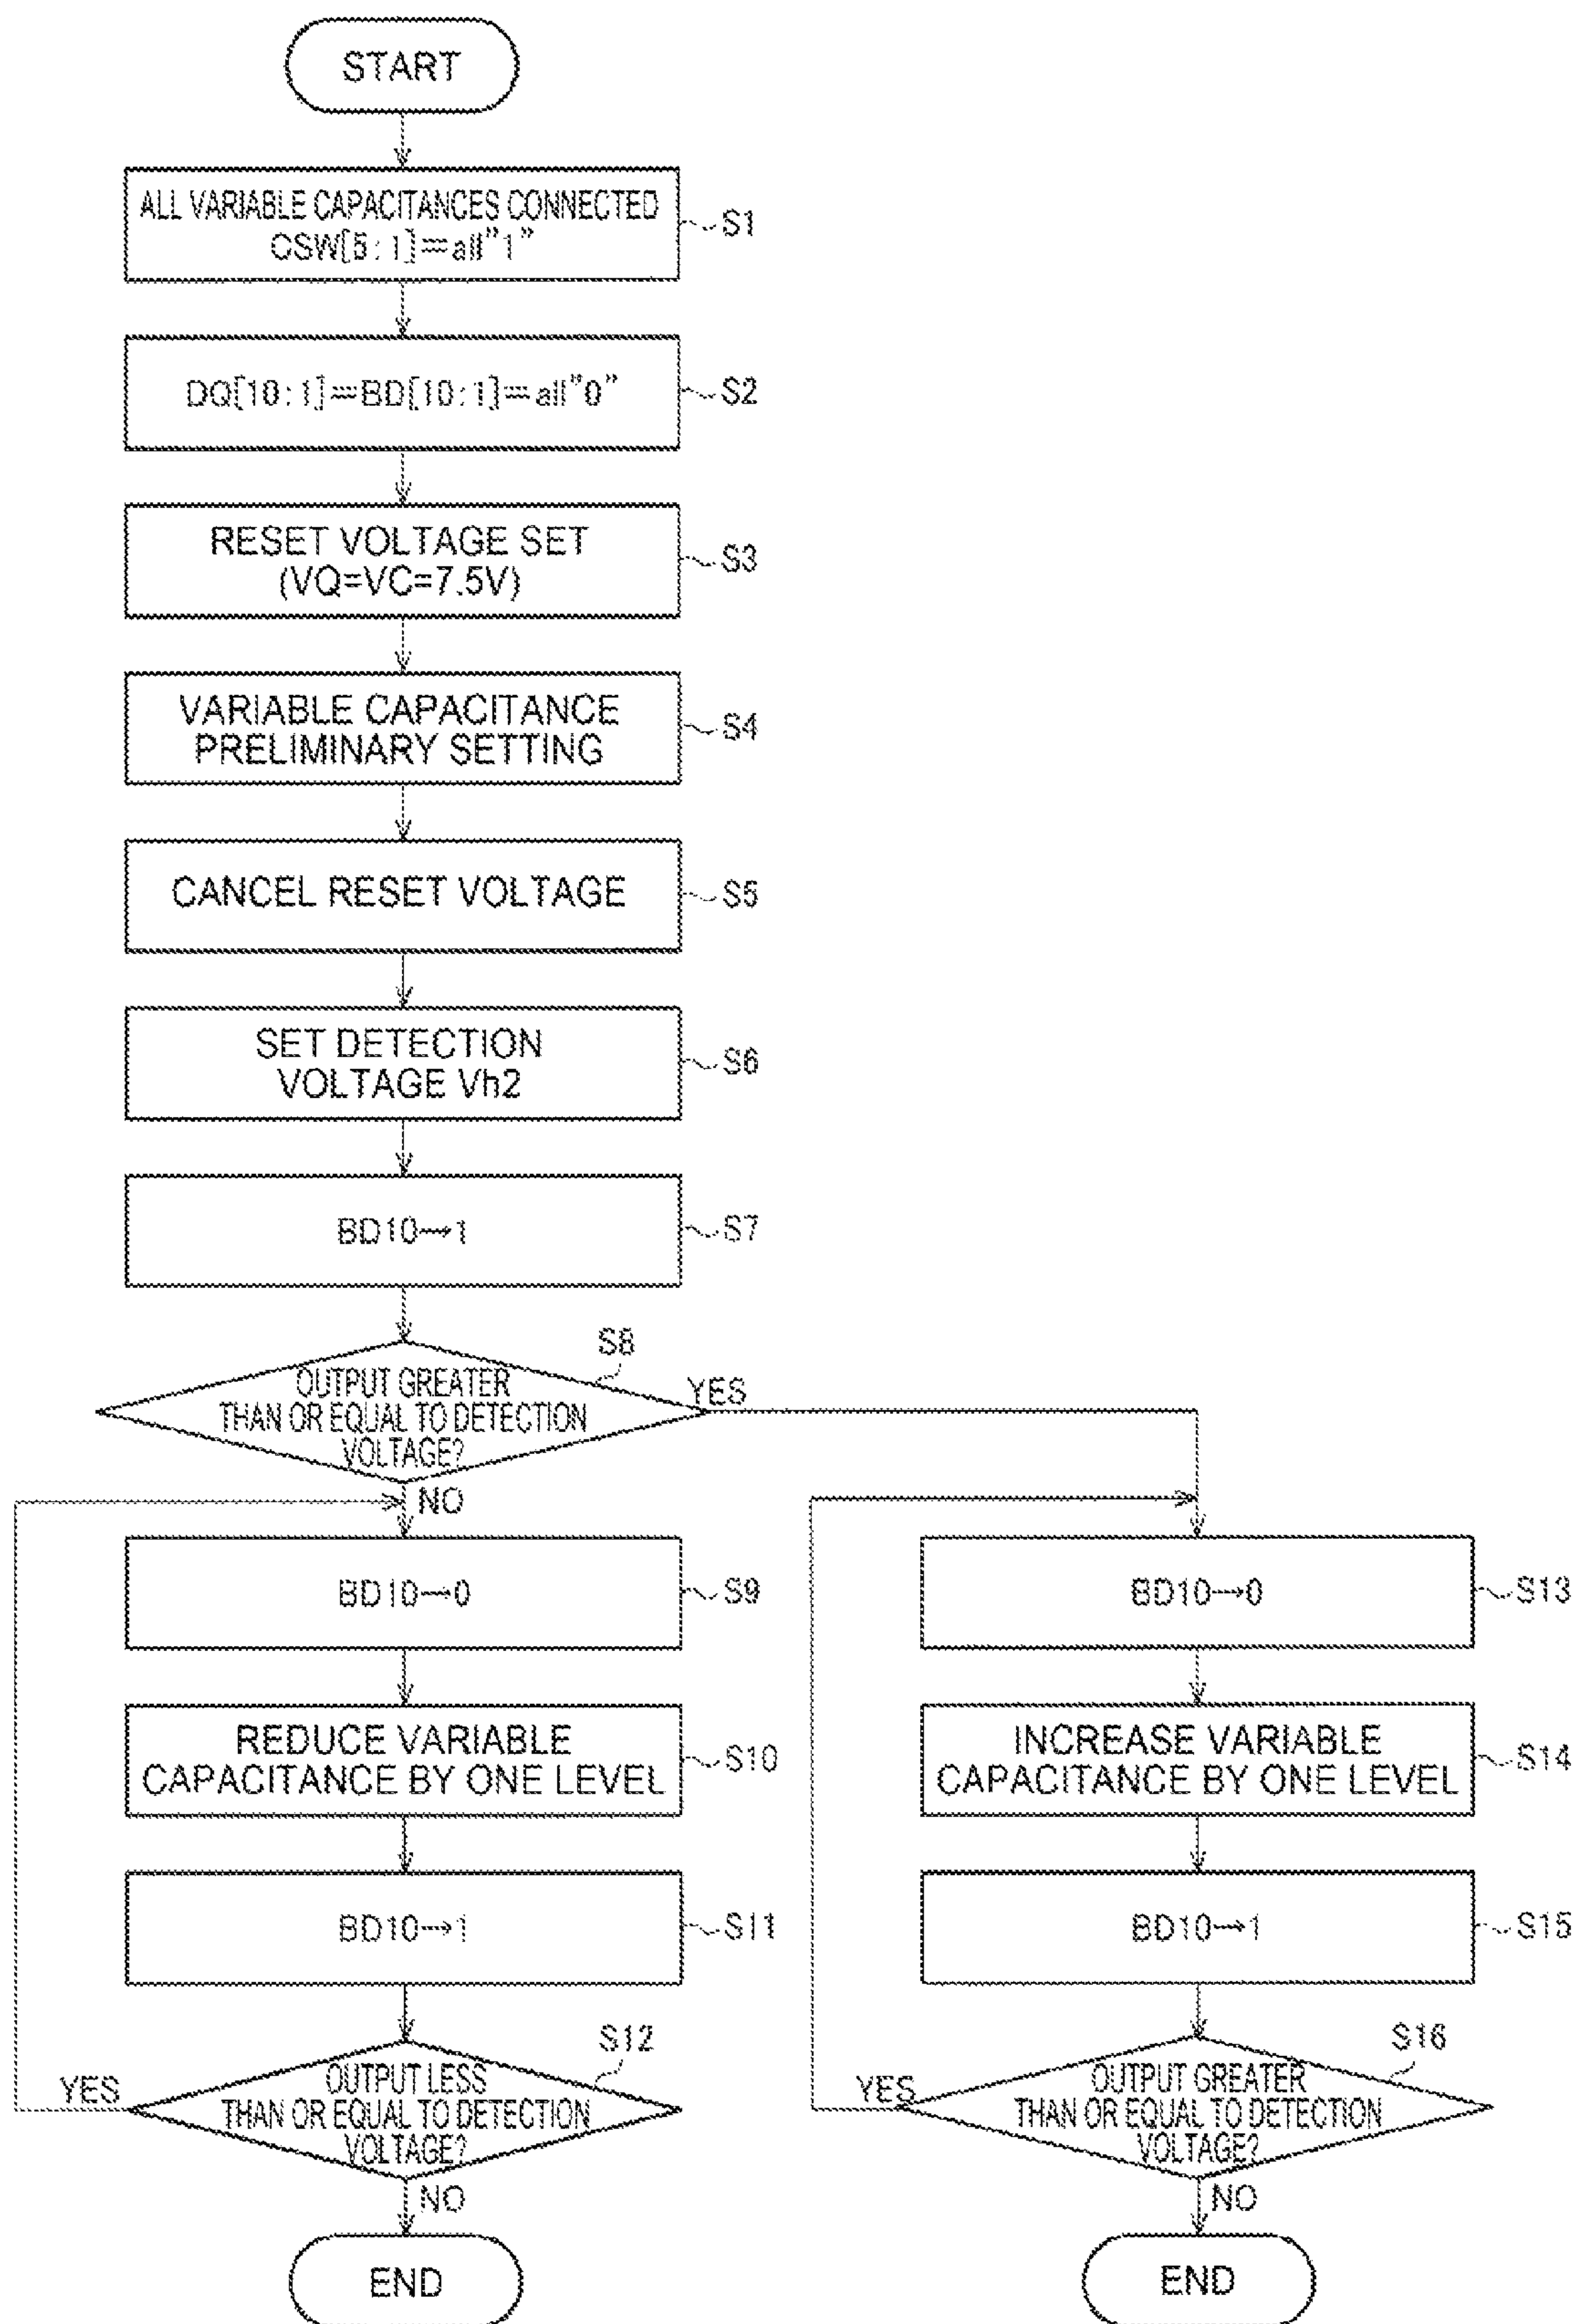 START
ALL VARIABLE CAPACITANCES CONNECTED
CSW[5:1]=all"1"
S1
DQ[10:1]=BD[10:1]=all"0"
S2
RESET VOLTAGE SET
(VQ=VC=7.5V)
S3
VARIABLE CAPACITANCE
PRELIMINARY SETTING
S4
CANCEL RESET VOLTAGE
S5
SET DETECTION
VOLTAGE Vh2
S6
BD10→1
S7
S8
OUTPUT GREATER
THAN OR EQUAL TO DETECTION
VOLTAGE?
YES
NO
BD10→0
S9
REDUCE VARIABLE
CAPACITANCE BY ONE LEVEL
S10
BD10→1
S11
S12
OUTPUT LESS
THAN OR EQUAL TO DETECTION
VOLTAGE?
YES
NO
END
BD10→0
S13
INCREASE VARIABLE
CAPACITANCE BY ONE LEVEL
S14
BD10→1
S15
S16
OUTPUT GREATER
THAN OR EQUAL TO DETECTION
VOLTAGE?
YES
NO
END